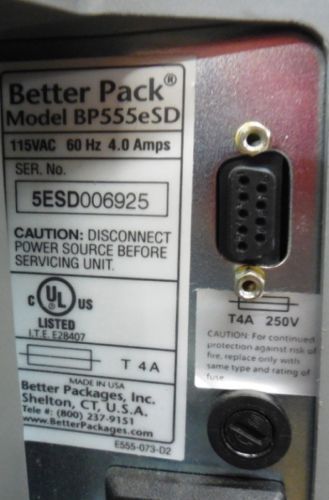 Better Pack®
Model BP555eSD
115VAC 60 Hz 4.0 Amps
SER. No.
5ESD006925
CAUTION: DISCONNECT
POWER SOURCE BEFORE
SERVICING UNIT.
C UL US
LISTED
I.T.E. E28407
T 4A
MADE IN USA
Better Packages, Inc.
Shelton, CT, U.S.A.
Tele #: (800) 237-9151
www.BetterPackages.com
E555-073-D2
T4A 250V
CAUTION: For continued
protection against risk of
fire, replace only with
same type and rating of
fuse.